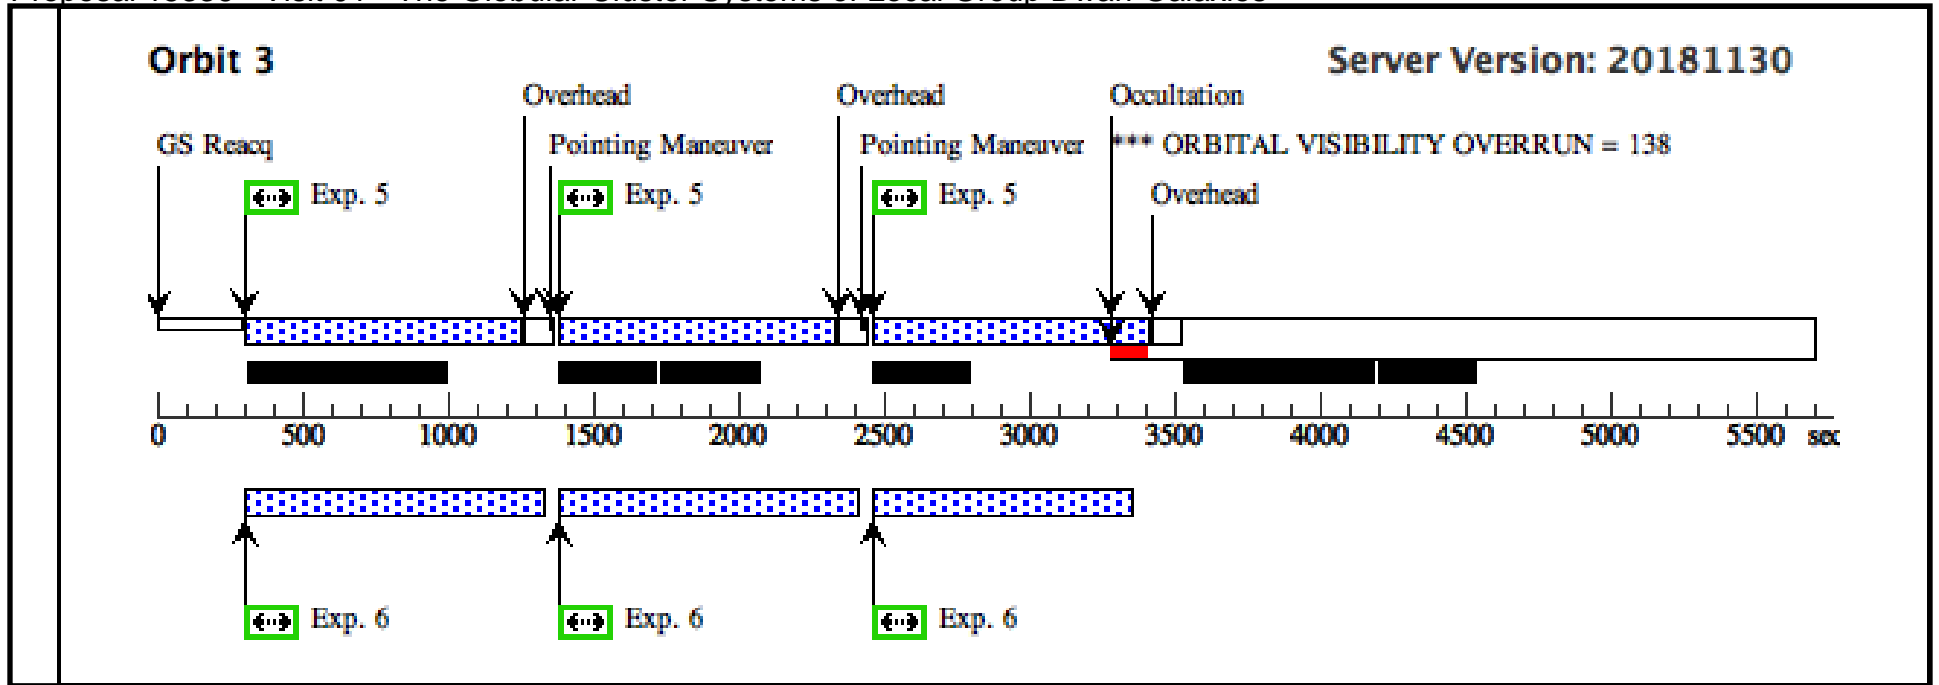 Orbit 3 Server Version: 20181130
Overhead Overhead Occultation
GS Reacq Pointing Maneuver Pointing Maneuver *** ORBITAL VISIBILITY OVERRUN = 138
Exp. 5 Exp. 5 Exp. 5 Overhead
0 500 1000 1500 2000 2500 3000 3500 4000 4500 5000 5500 sec
Exp. 6 Exp. 6 Exp. 6